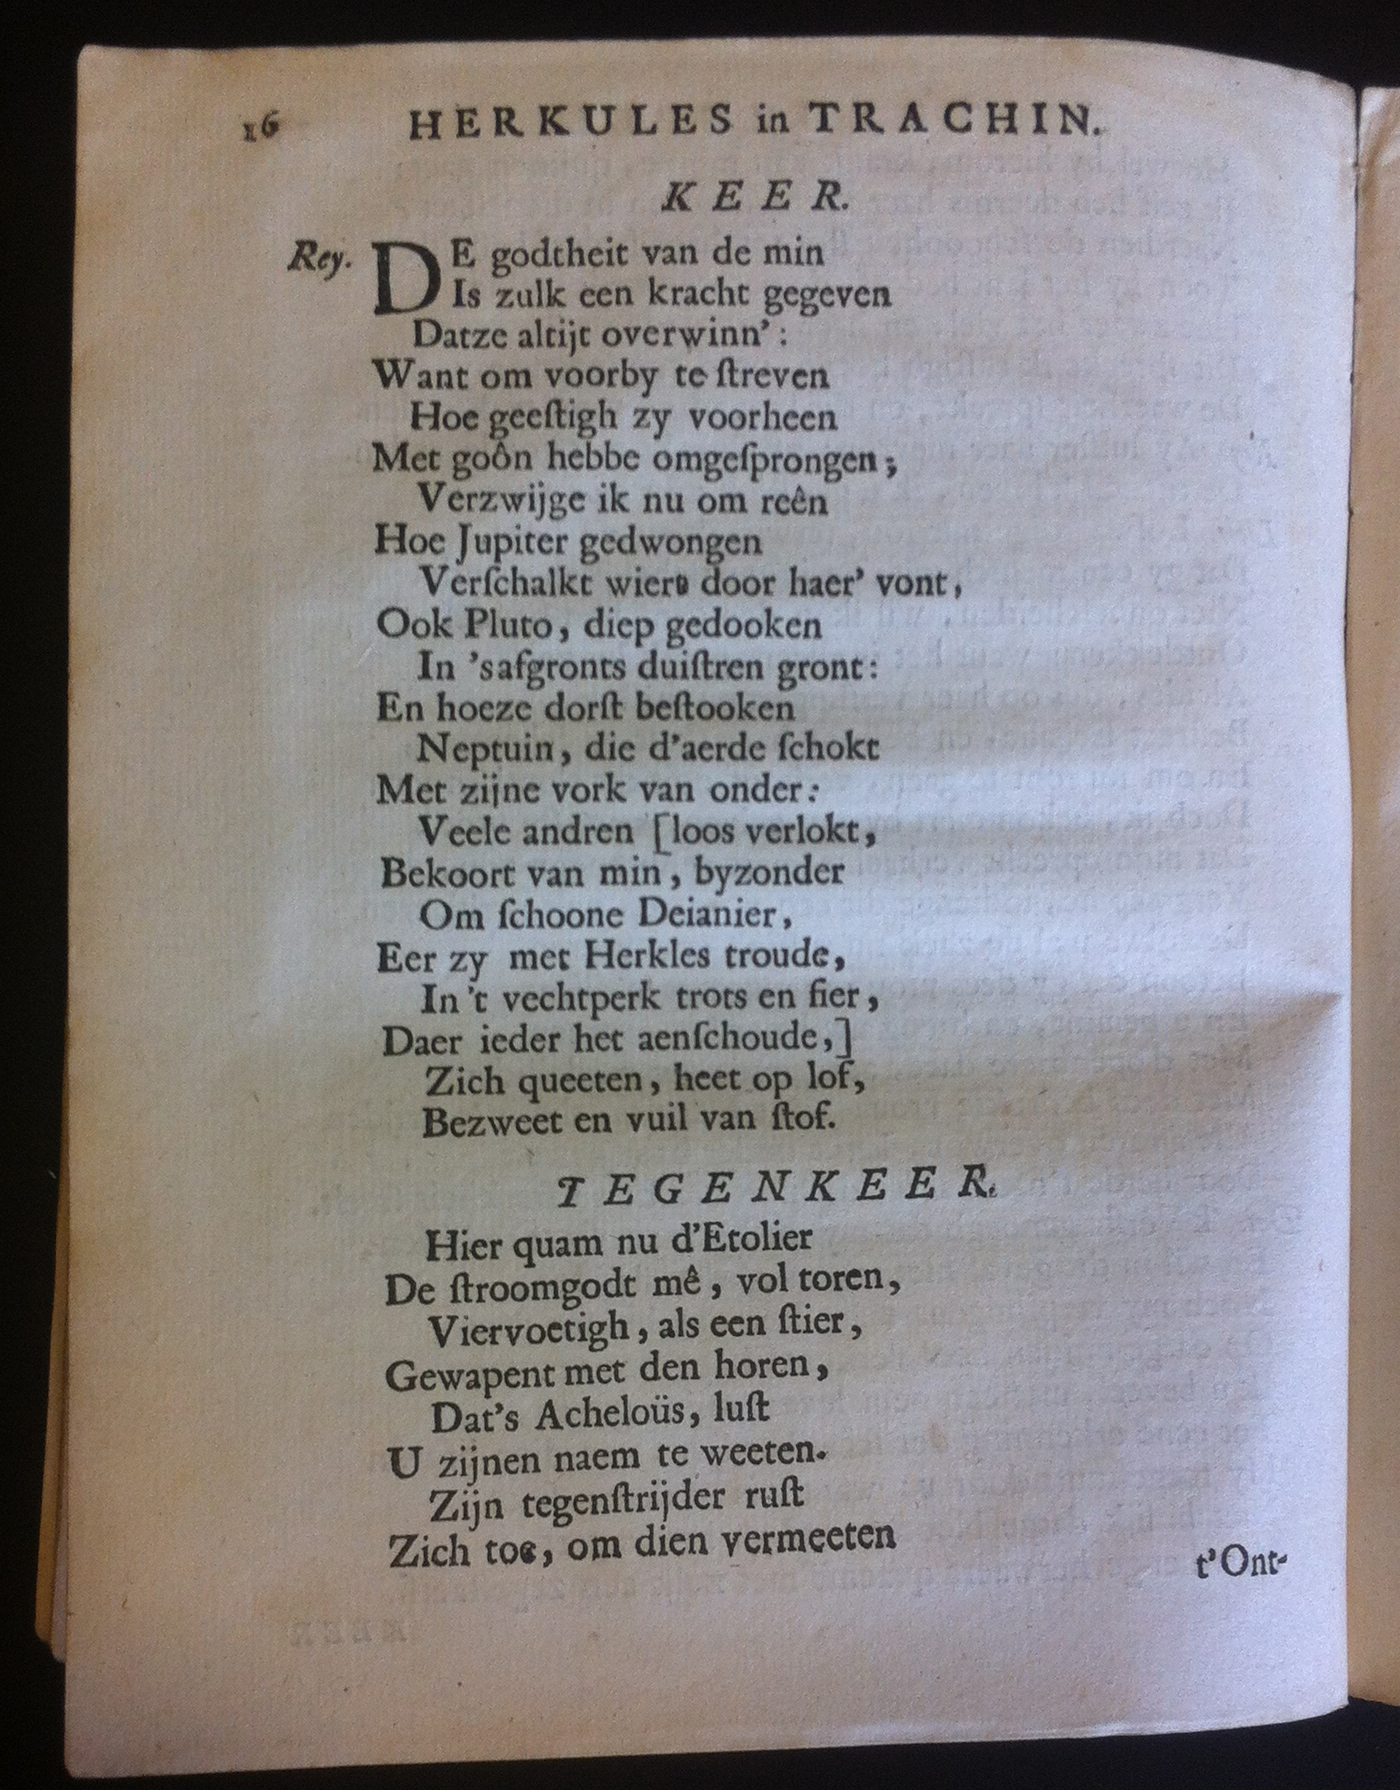 16 HERKULES in TRACHIN.
KEER.
Rey. DE godtheit van de min
Is zulk een kracht gegeven
Datze altijt overwinn':
Want om voorby te ſtreven
Hoe geeſtigh zy voorheen
Met goôn hebbe omgeſprongen;
Verzwijge ik nu om reên
Hoe Jupiter gedwongen
Verſchalkt wiero door haer' vont,
Ook Pluto, diep gedooken
In 'safgronts duiſtren gront:
En hoeze dorſt beſtooken
Neptuin, die d'aerde ſchokt
Met zijne vork van onder:
Veele andren [loos verlokt,
Bekoort van min, byzonder
Om ſchoone Deianier,
Eer zy met Herkles troude,
In 't vechtperk trots en fier,
Daer ieder het aenſchoude,]
Zich queeten, heet op lof,
Bezweet en vuil van ſtof.
TEGENKEER.
Hier quam nu d'Etolier
De ſtroomgodt mê, vol toren,
Viervoetigh, als een ſtier,
Gewapent met den horen,
Dat's Acheloüs, luſt
U zijnen naem te weeten.
Zijn tegenſtrijder ruſt
Zich toe, om dien vermeeten
t'Ont-